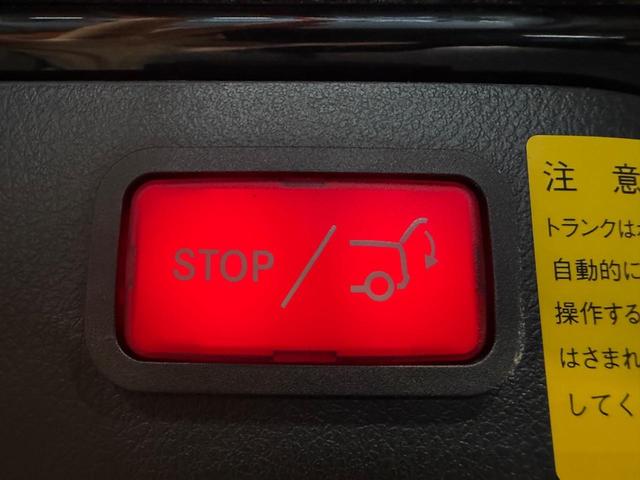 STOP
注 意
トランクは
自動的に
操作する
はさまれ
してく